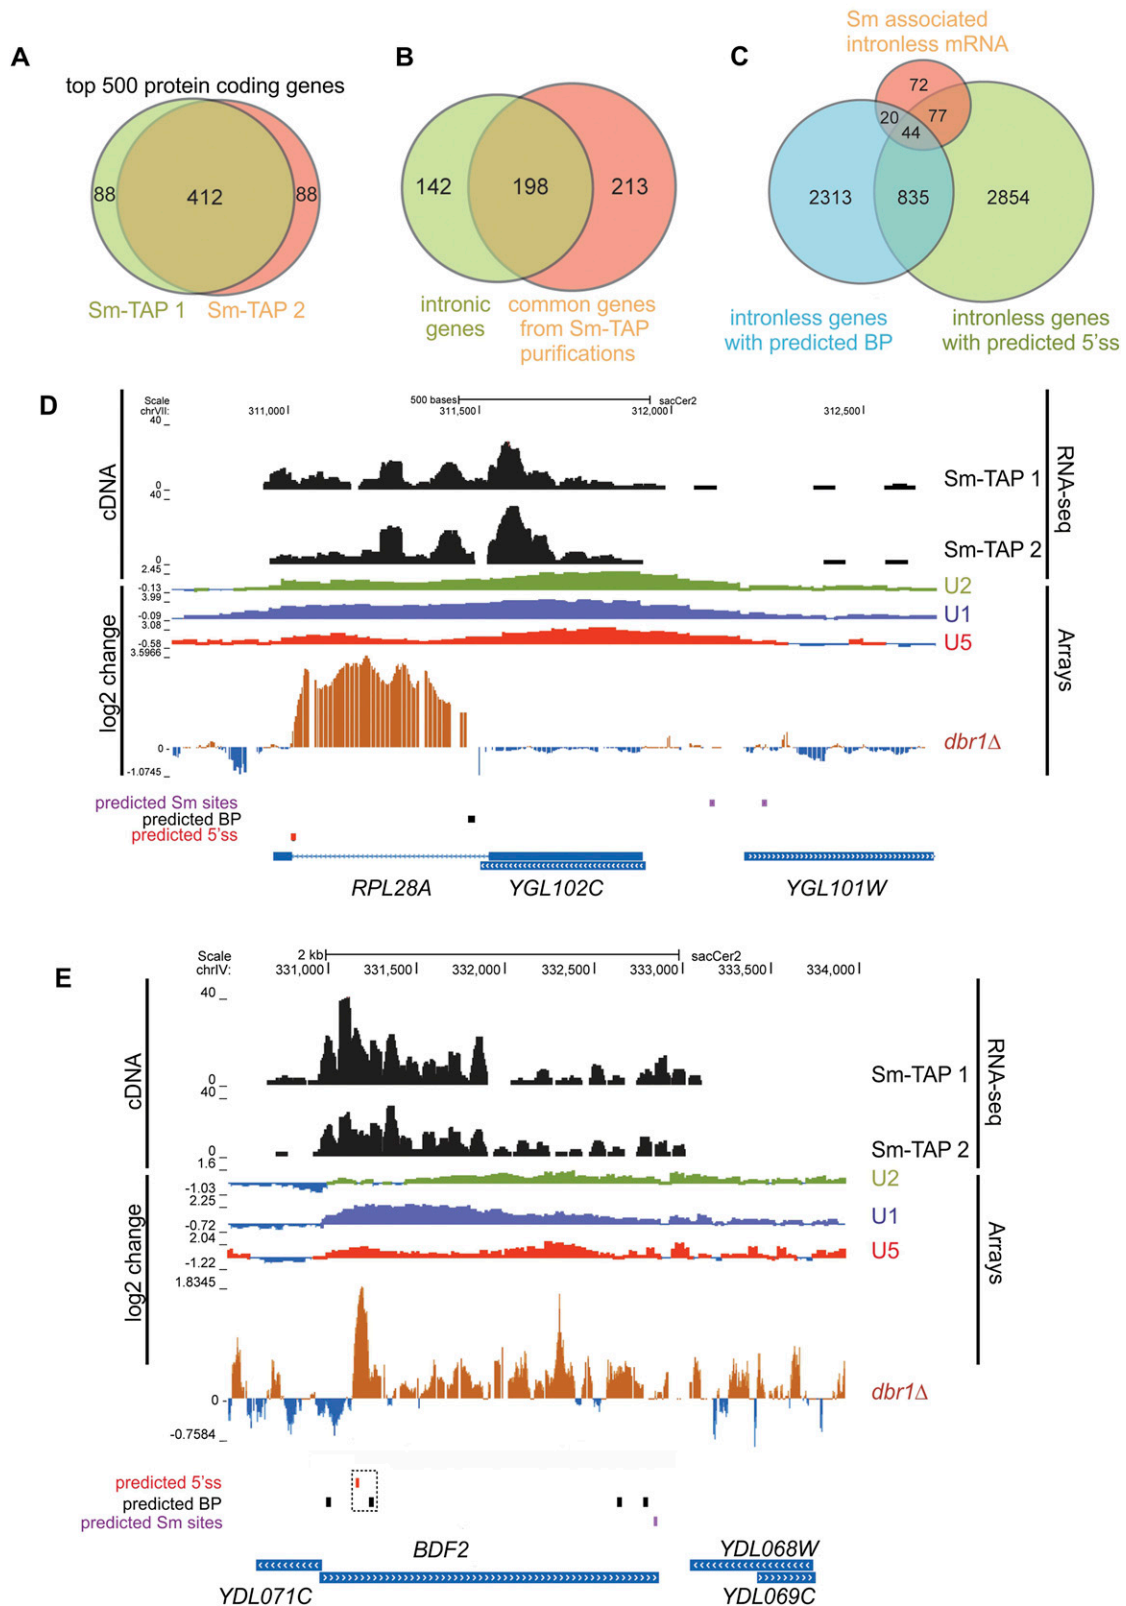 A
top 500 protein coding genes
88
412
88
Sm-TAP 1
Sm-TAP 2
B
142
198
213
intronic
genes
common genes
from Sm-TAP
purifications
C
Sm associated
intronless mRNA
72
20
77
44
2313
835
2854
intronless genes
with predicted BP
intronless genes
with predicted 5'ss
D
Scale
chrVII:
500 bases
sacCer2
311,000
311,500
312,000
312,500
cDNA
40
0
Sm-TAP 1
40
0
Sm-TAP 2
RNA-seq
log2 change
2.45
-0.13
U2
3.99
-0.09
U1
3.08
-0.58
U5
3.5966
0
-1.0745
dbr1Δ
Arrays
predicted Sm sites
predicted BP
predicted 5'ss
RPL28A
YGL102C
YGL101W
E
Scale
chrIV:
2 kb
sacCer2
331,000
331,500
332,000
332,500
333,000
333,500
334,000
cDNA
40
0
Sm-TAP 1
40
0
Sm-TAP 2
RNA-seq
log2 change
1.6
-1.03
U2
2.25
-0.72
U1
2.04
-1.22
U5
1.8345
0
-0.7584
dbr1Δ
Arrays
predicted 5'ss
predicted BP
predicted Sm sites
BDF2
YDL068W
YDL071C
YDL069C